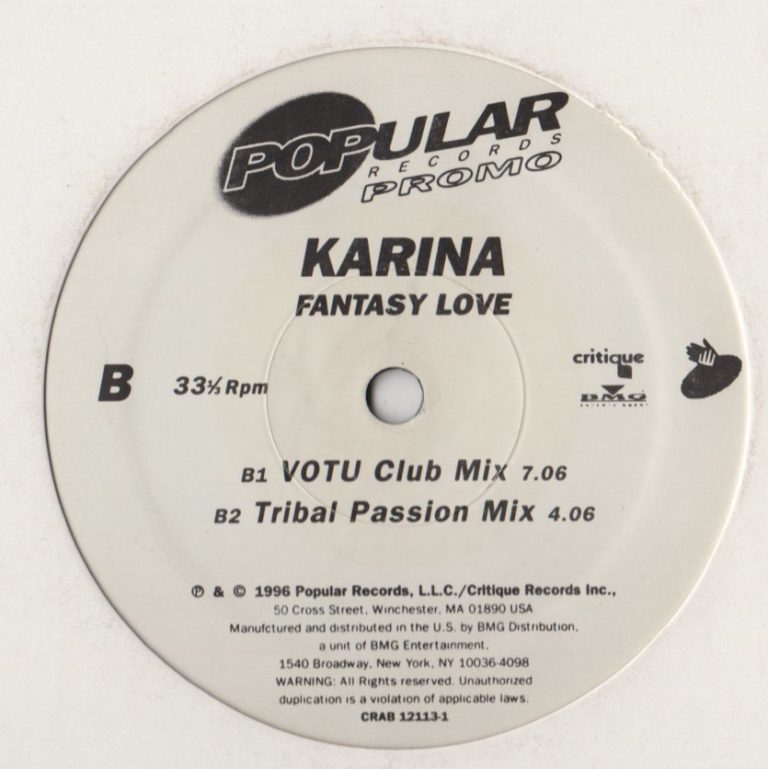 POPULAR
RECORDS
PROMO
KARINA
FANTASY LOVE
B 33⅓ Rpm
critique
BMG
B1 VOTU Club Mix 7.06
B2 Tribal Passion Mix 4.06
℗ & © 1996 Popular Records, L.L.C./Critique Records Inc.,
50 Cross Street, Winchester, MA 01890 USA
Manufctured and distributed in the U.S. by BMG Distribution,
a unit of BMG Entertainment,
1540 Broadway, New York, NY 10036-4098
WARNING: All Rights reserved. Unauthorized
duplication is a violation of applicable laws.
CRAB 12113-1